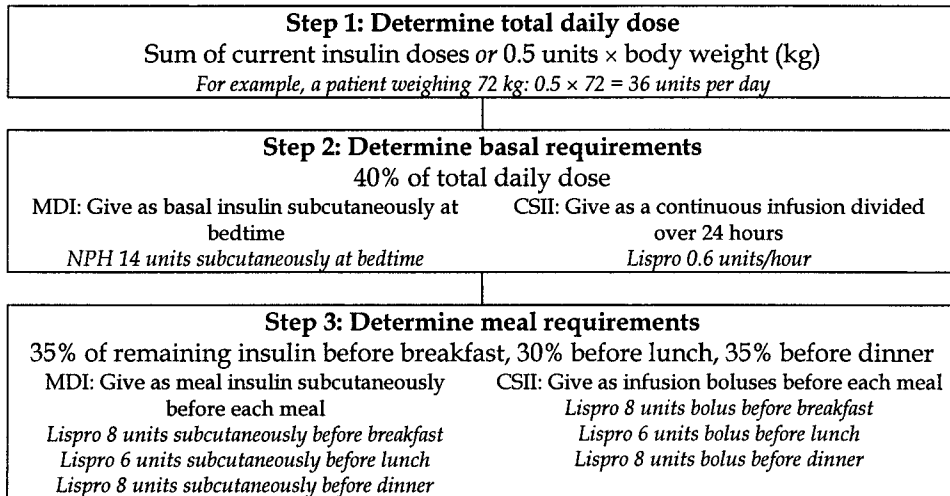 Step 1: Determine total daily dose
Sum of current insulin doses or 0.5 units × body weight (kg)
For example, a patient weighing 72 kg: 0.5 × 72 = 36 units per day
Step 2: Determine basal requirements
40% of total daily dose
MDI: Give as basal insulin subcutaneously at
bedtime
NPH 14 units subcutaneously at bedtime
CSII: Give as a continuous infusion divided
over 24 hours
Lispro 0.6 units/hour
Step 3: Determine meal requirements
35% of remaining insulin before breakfast, 30% before lunch, 35% before dinner
MDI: Give as meal insulin subcutaneously
before each meal
Lispro 8 units subcutaneously before breakfast
Lispro 6 units subcutaneously before lunch
Lispro 8 units subcutaneously before dinner
CSII: Give as infusion boluses before each meal
Lispro 8 units bolus before breakfast
Lispro 6 units bolus before lunch
Lispro 8 units bolus before dinner